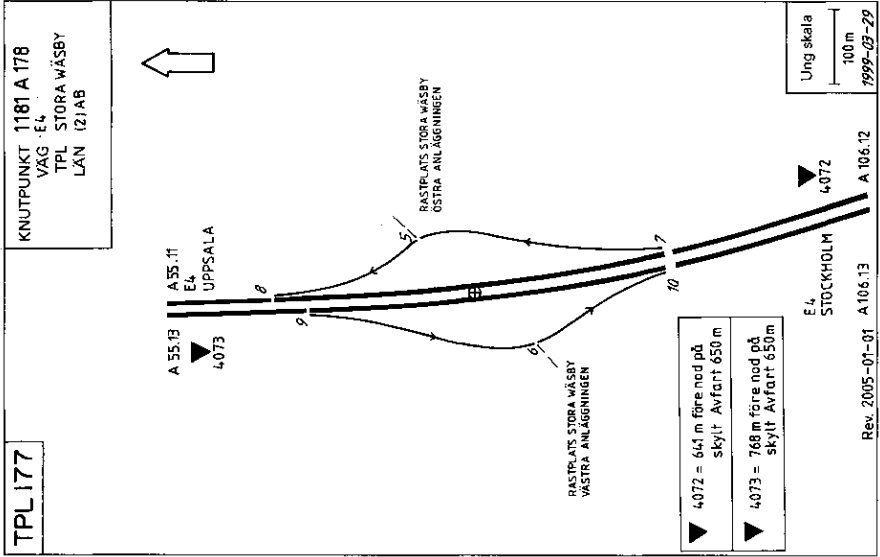 TPL 177
KNUTPUNKT 1181 A 178
VÄG E4
TPL STORA WÄSBY
LÄN (2)AB
A 55.13
A 55.11
E4
UPPSALA
4073
8
9
RASTPLATS STORA WÄSBY
ÖSTRA ANLÄGGNINGEN
5
6
RASTPLATS STORA WÄSBY
VÄSTRA ANLÄGGNINGEN
7
10
4072 = 641 m före nod på
skylt Avfart 650 m
4073 = 768 m före nod på
skylt Avfart 650 m
E4
STOCKHOLM
4072
A 106.13
A 106.12
Rev. 2005-01-01
Ung skala
100 m
1999-03-29